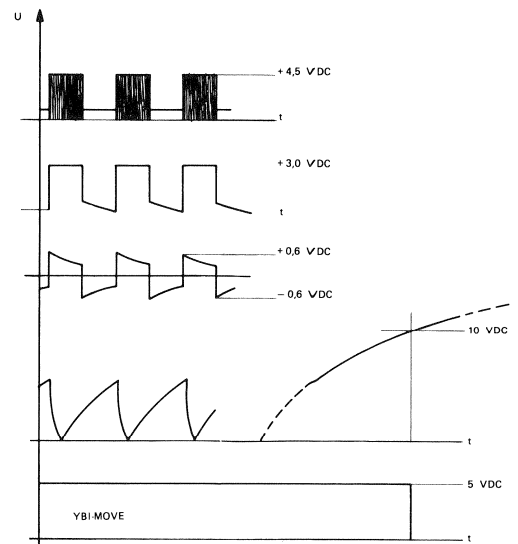 U
+ 4,5 VDC
t
+ 3,0 VDC
t
+ 0,6 VDC
- 0,6 VDC
10 VDC
t
5 VDC
YBI-MOVE
t